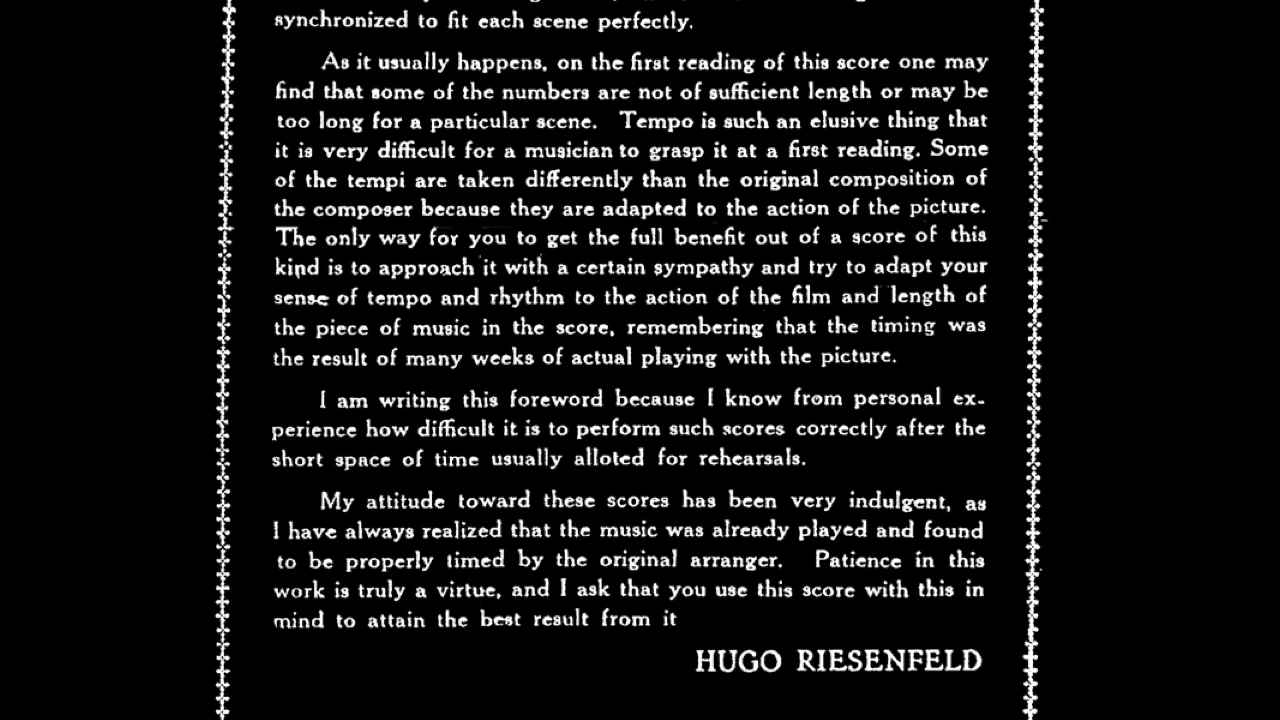 synchronized to fit each scene perfectly.
As it usually happens, on the first reading of this score one may
find that some of the numbers are not of sufficient length or may be
too long for a particular scene. Tempo is such an elusive thing that
it is very difficult for a musician to grasp it at a first reading. Some
of the tempi are taken differently than the original composition of
the composer because they are adapted to the action of the picture.
The only way for you to get the full benefit out of a score of this
kind is to approach it with a certain sympathy and try to adapt your
sense of tempo and rhythm to the action of the film and length of
the piece of music in the score, remembering that the timing was
the result of many weeks of actual playing with the picture.
I am writing this foreword because I know from personal ex-
perience how difficult it is to perform such scores correctly after the
short space of time usually alloted for rehearsals.
My attitude toward these scores has been very indulgent, as
I have always realized that the music was already played and found
to be properly timed by the original arranger. Patience in this
work is truly a virtue, and I ask that you use this score with this in
mind to attain the best result from it
HUGO RIESENFELD